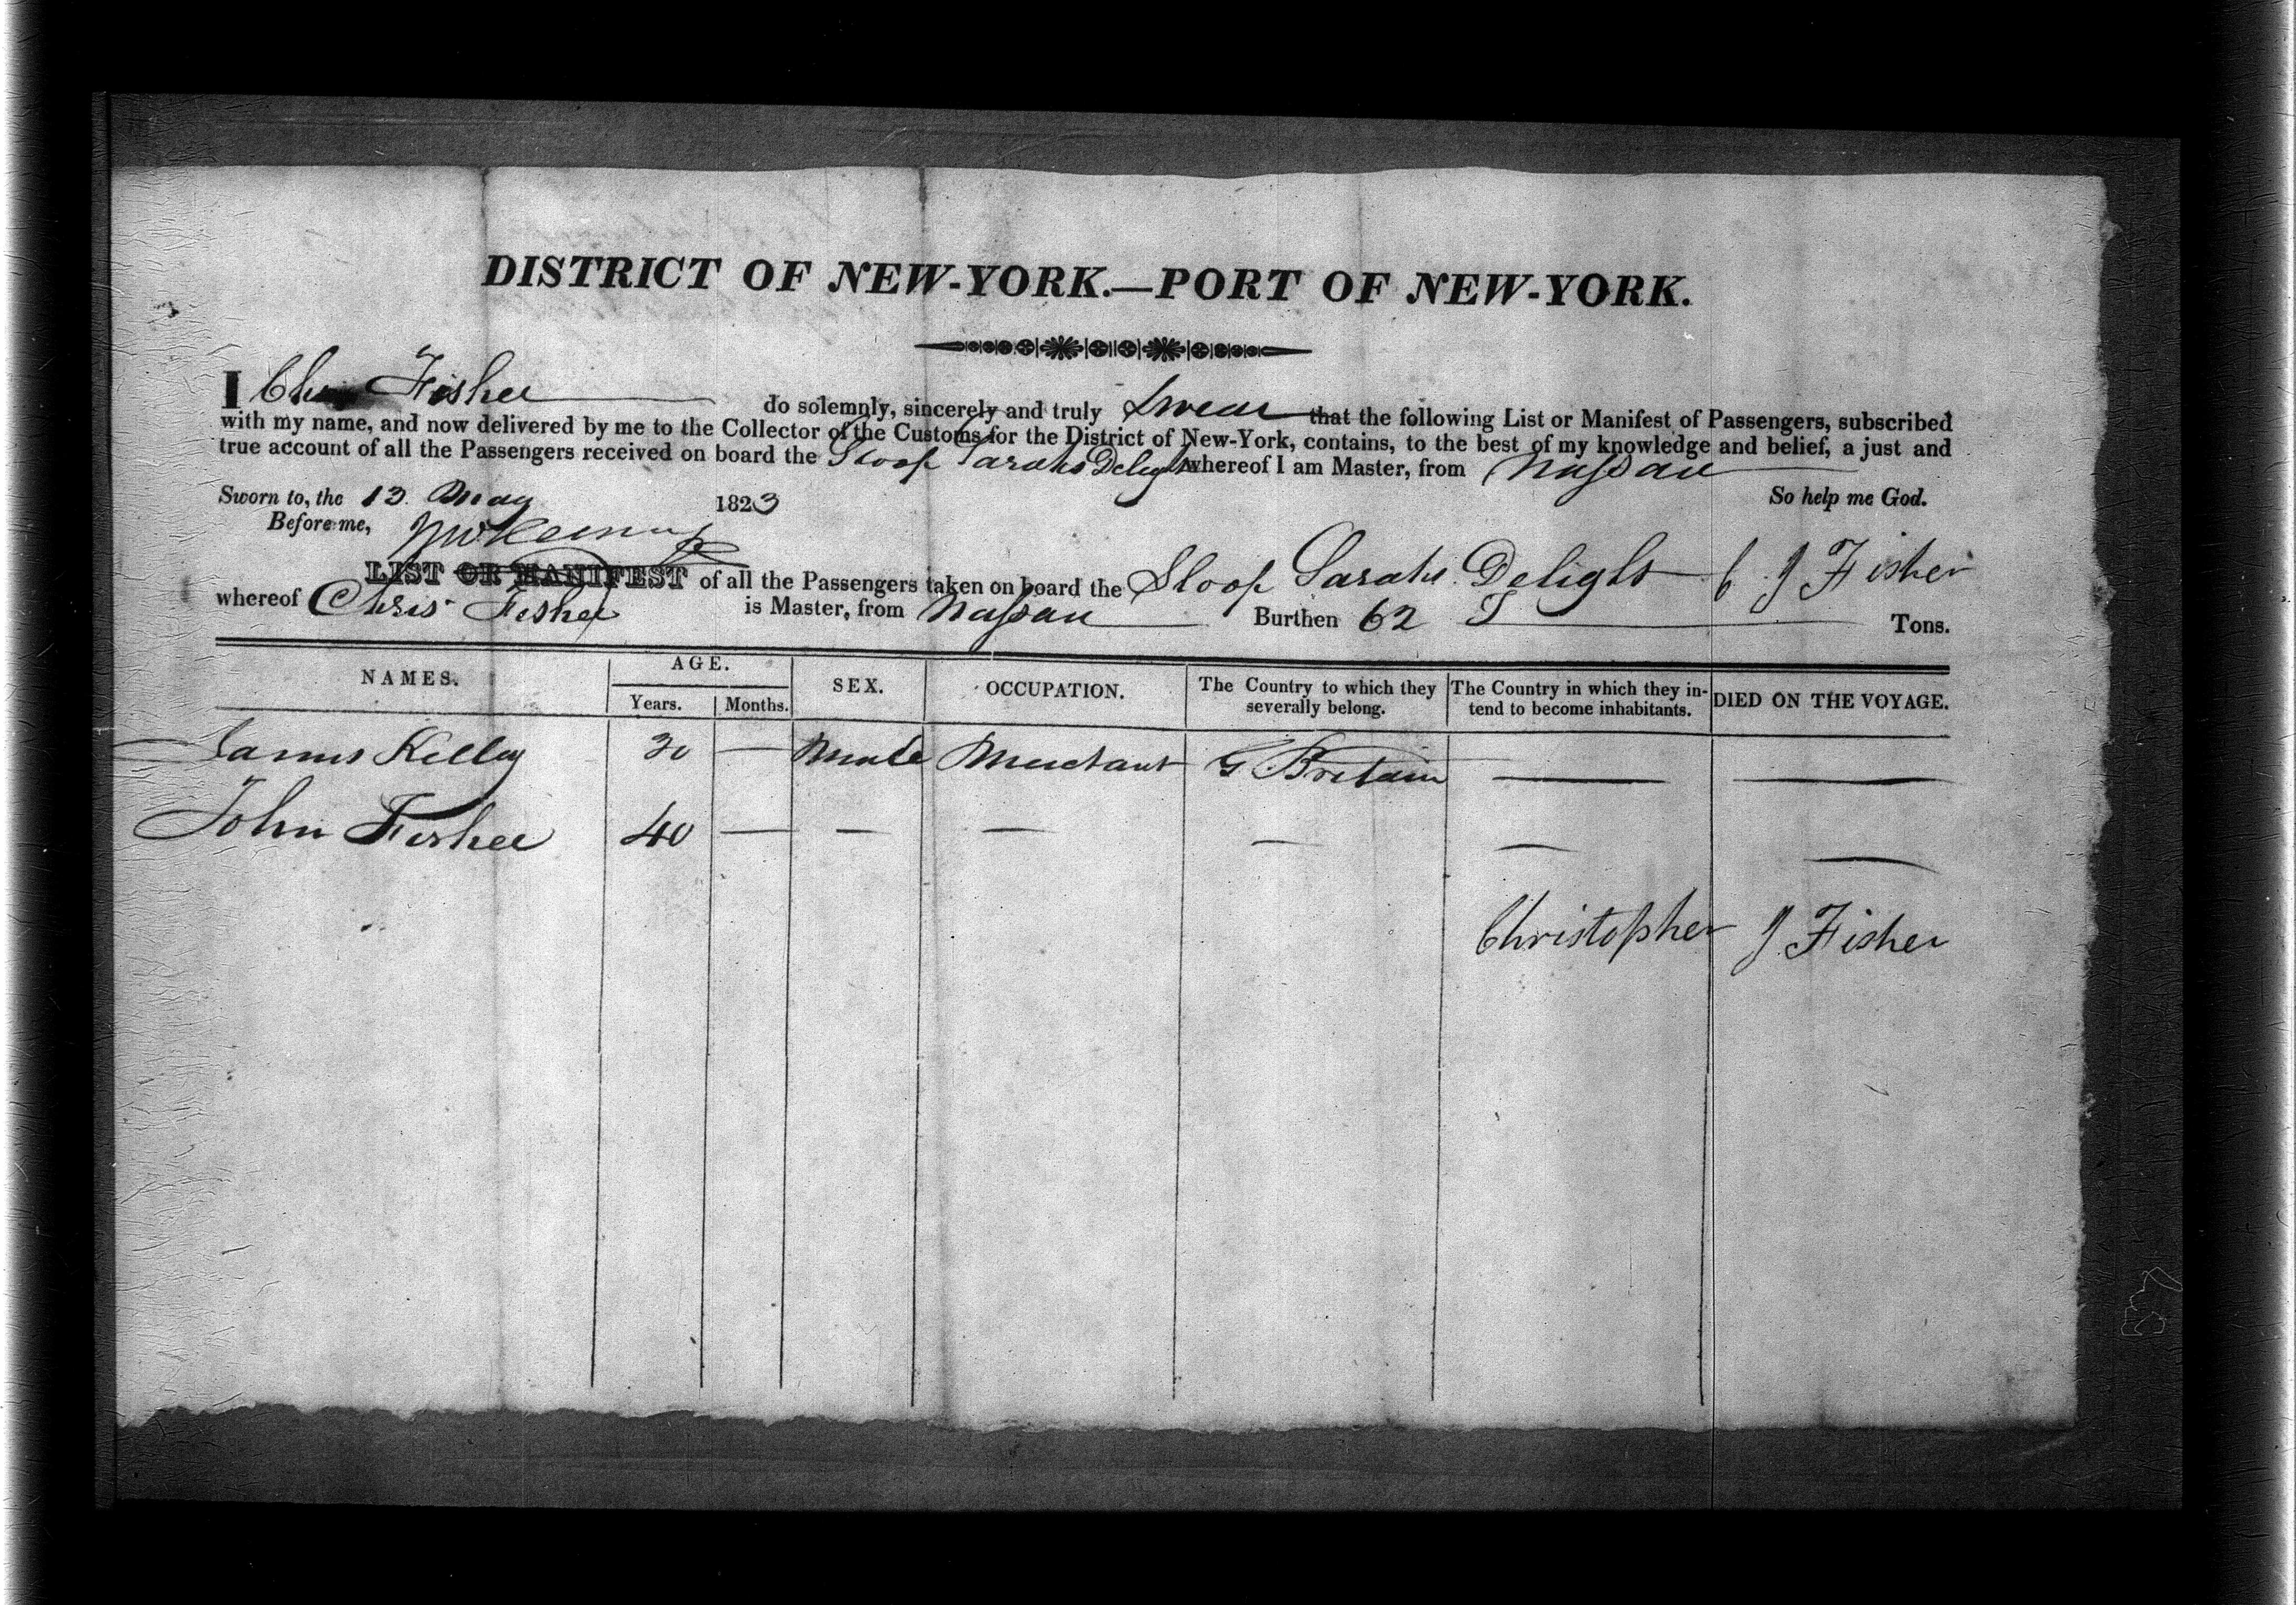 DISTRICT OF NEW-YORK.—PORT OF NEW-YORK.
I Chris Fisher do solemnly, sincerely and truly Swear that the following List or Manifest of Passengers, subscribed
with my name, and now delivered by me to the Collector of the Customs for the District of New-York, contains, to the best of my knowledge and belief, a just and
true account of all the Passengers received on board the Sloop Sarahs Delight whereof I am Master, from Nassau
Sworn to, the 13 May 1823 So help me God.
Before me,
LIST OR MANIFEST of all the Passengers taken on board the Sloop Sarahs Delight C J Fisher
whereof Chris Fisher is Master, from Nassau Burthen 62 T Tons.
NAMES. AGE. SEX. OCCUPATION. The Country to which they severally belong. The Country in which they in-tend to become inhabitants. DIED ON THE VOYAGE.
Years. Months.
James Kelley 30 — Male Merchant G Britain — —
John Fisher 40 — — — — — —
Christopher J Fisher